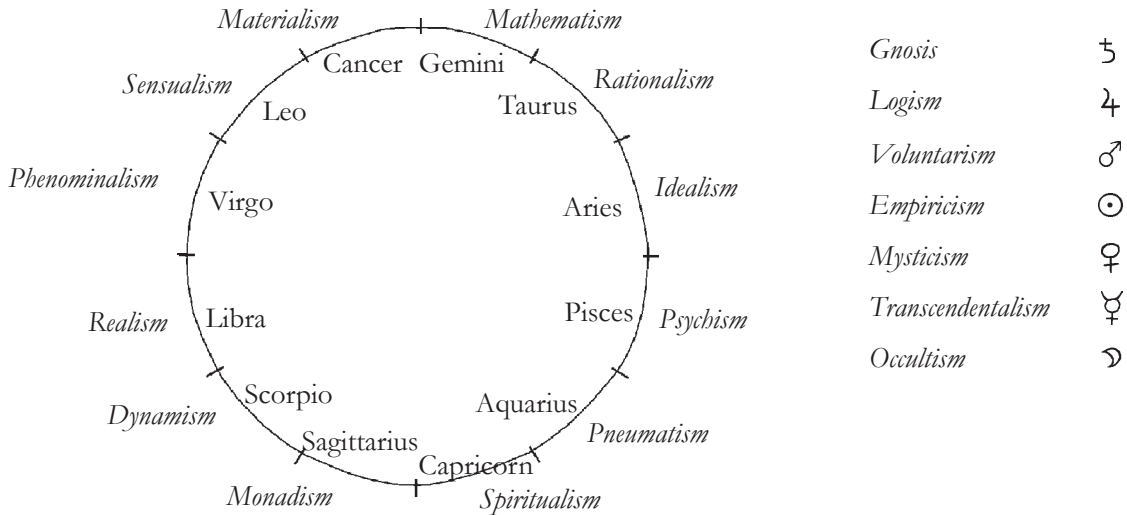 Materialism Mathematism
Cancer Gemini
Sensualism Rationalism
Leo Taurus
Phenominalism Idealism
Virgo Aries
Realism Libra Pisces Psychism
Scorpio Aquarius
Dynamism Pneumatism
Sagittarius Capricorn
Monadism Spiritualism
Gnosis ♄
Logism ♃
Voluntarism ♂
Empiricism ☉
Mysticism ♀
Transcendentalism ☿
Occultism ☽